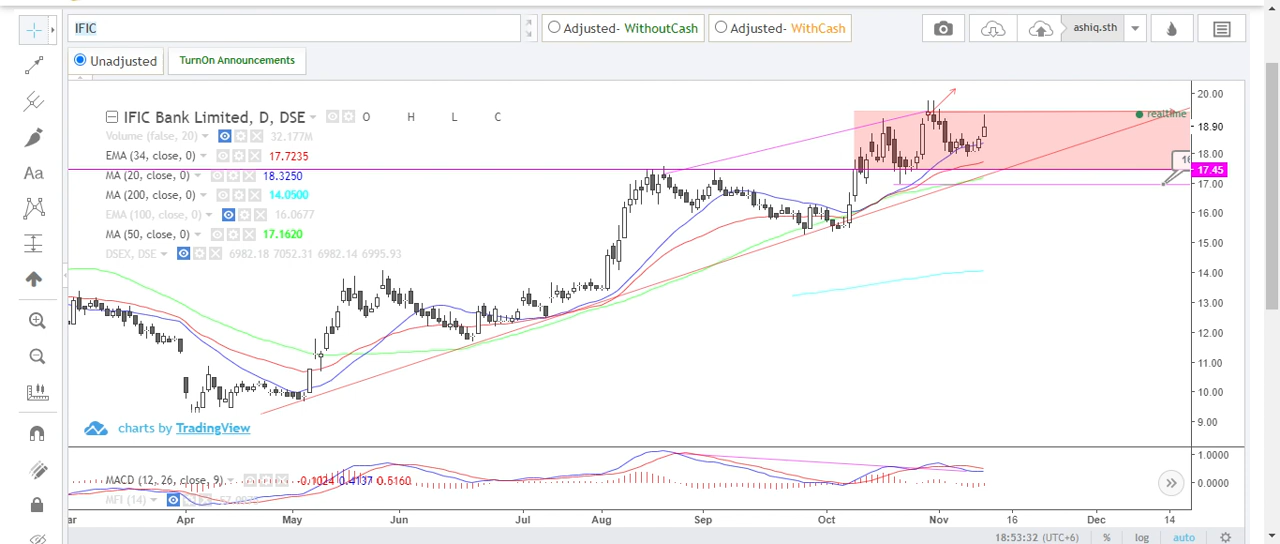 IFIC
Adjusted- WithoutCash
Adjusted- WithCash
ashiq.sth
Unadjusted
TurnOn Announcements
IFIC Bank Limited, D, DSE O H L C
Volume (false, 20) 32.177M
EMA (34, close, 0) 17.7235
MA (20, close, 0) 18.3250
MA (200, close, 0) 14.0500
EMA (100, close, 0) 16.0677
MA (50, close, 0) 17.1620
DSEX, DSE 6982.18 7052.31 6982.14 6995.93
realtime
20.00
18.90
18.00
17.45
17.00
16.00
15.00
14.00
13.00
12.00
11.00
10.00
9.00
charts by TradingView
MACD (12, 26, close, 9) -0.1024 0.4137 0.5160
MFI (14)
1.0000
0.0000
Apr May Jun Jul Aug Sep Oct Nov 16 Dec 14
18:53:32 (UTC+6) % log auto